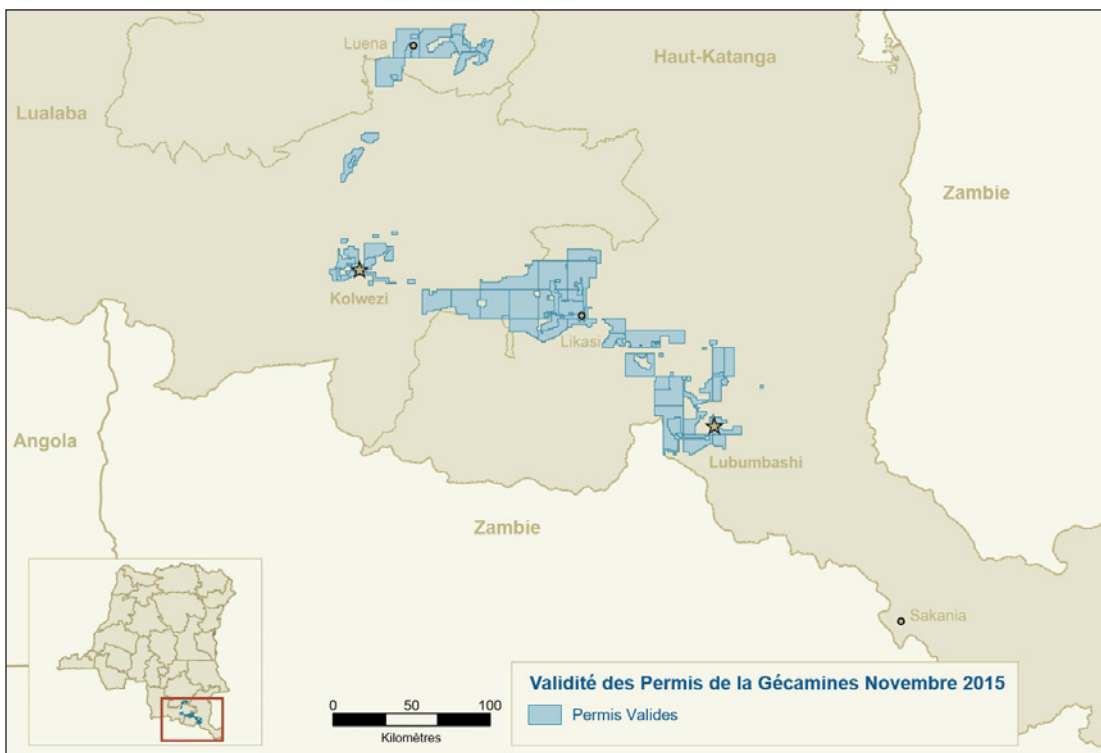 Luena
Haut-Katanga
Lualaba
Zambie
Kolwezi
Likasi
Angola
Lubumbashi
Zambie
Sakania
Validité des Permis de la Gécamines Novembre 2015
Permis Valides
0 50 100
Kilomètres